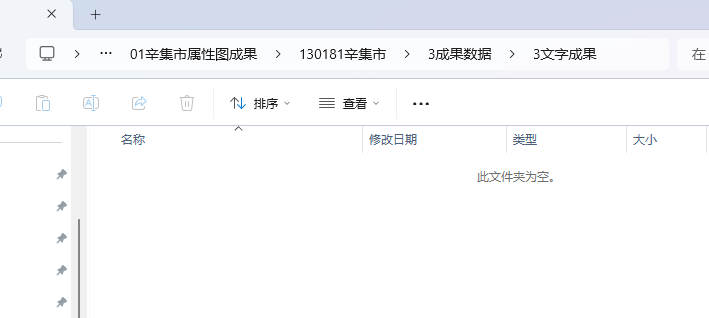 01辛集市属性图成果 130181辛集市 3成果数据 3文字成果 在
排序 查看
名称 修改日期 类型 大小
此文件夹为空。